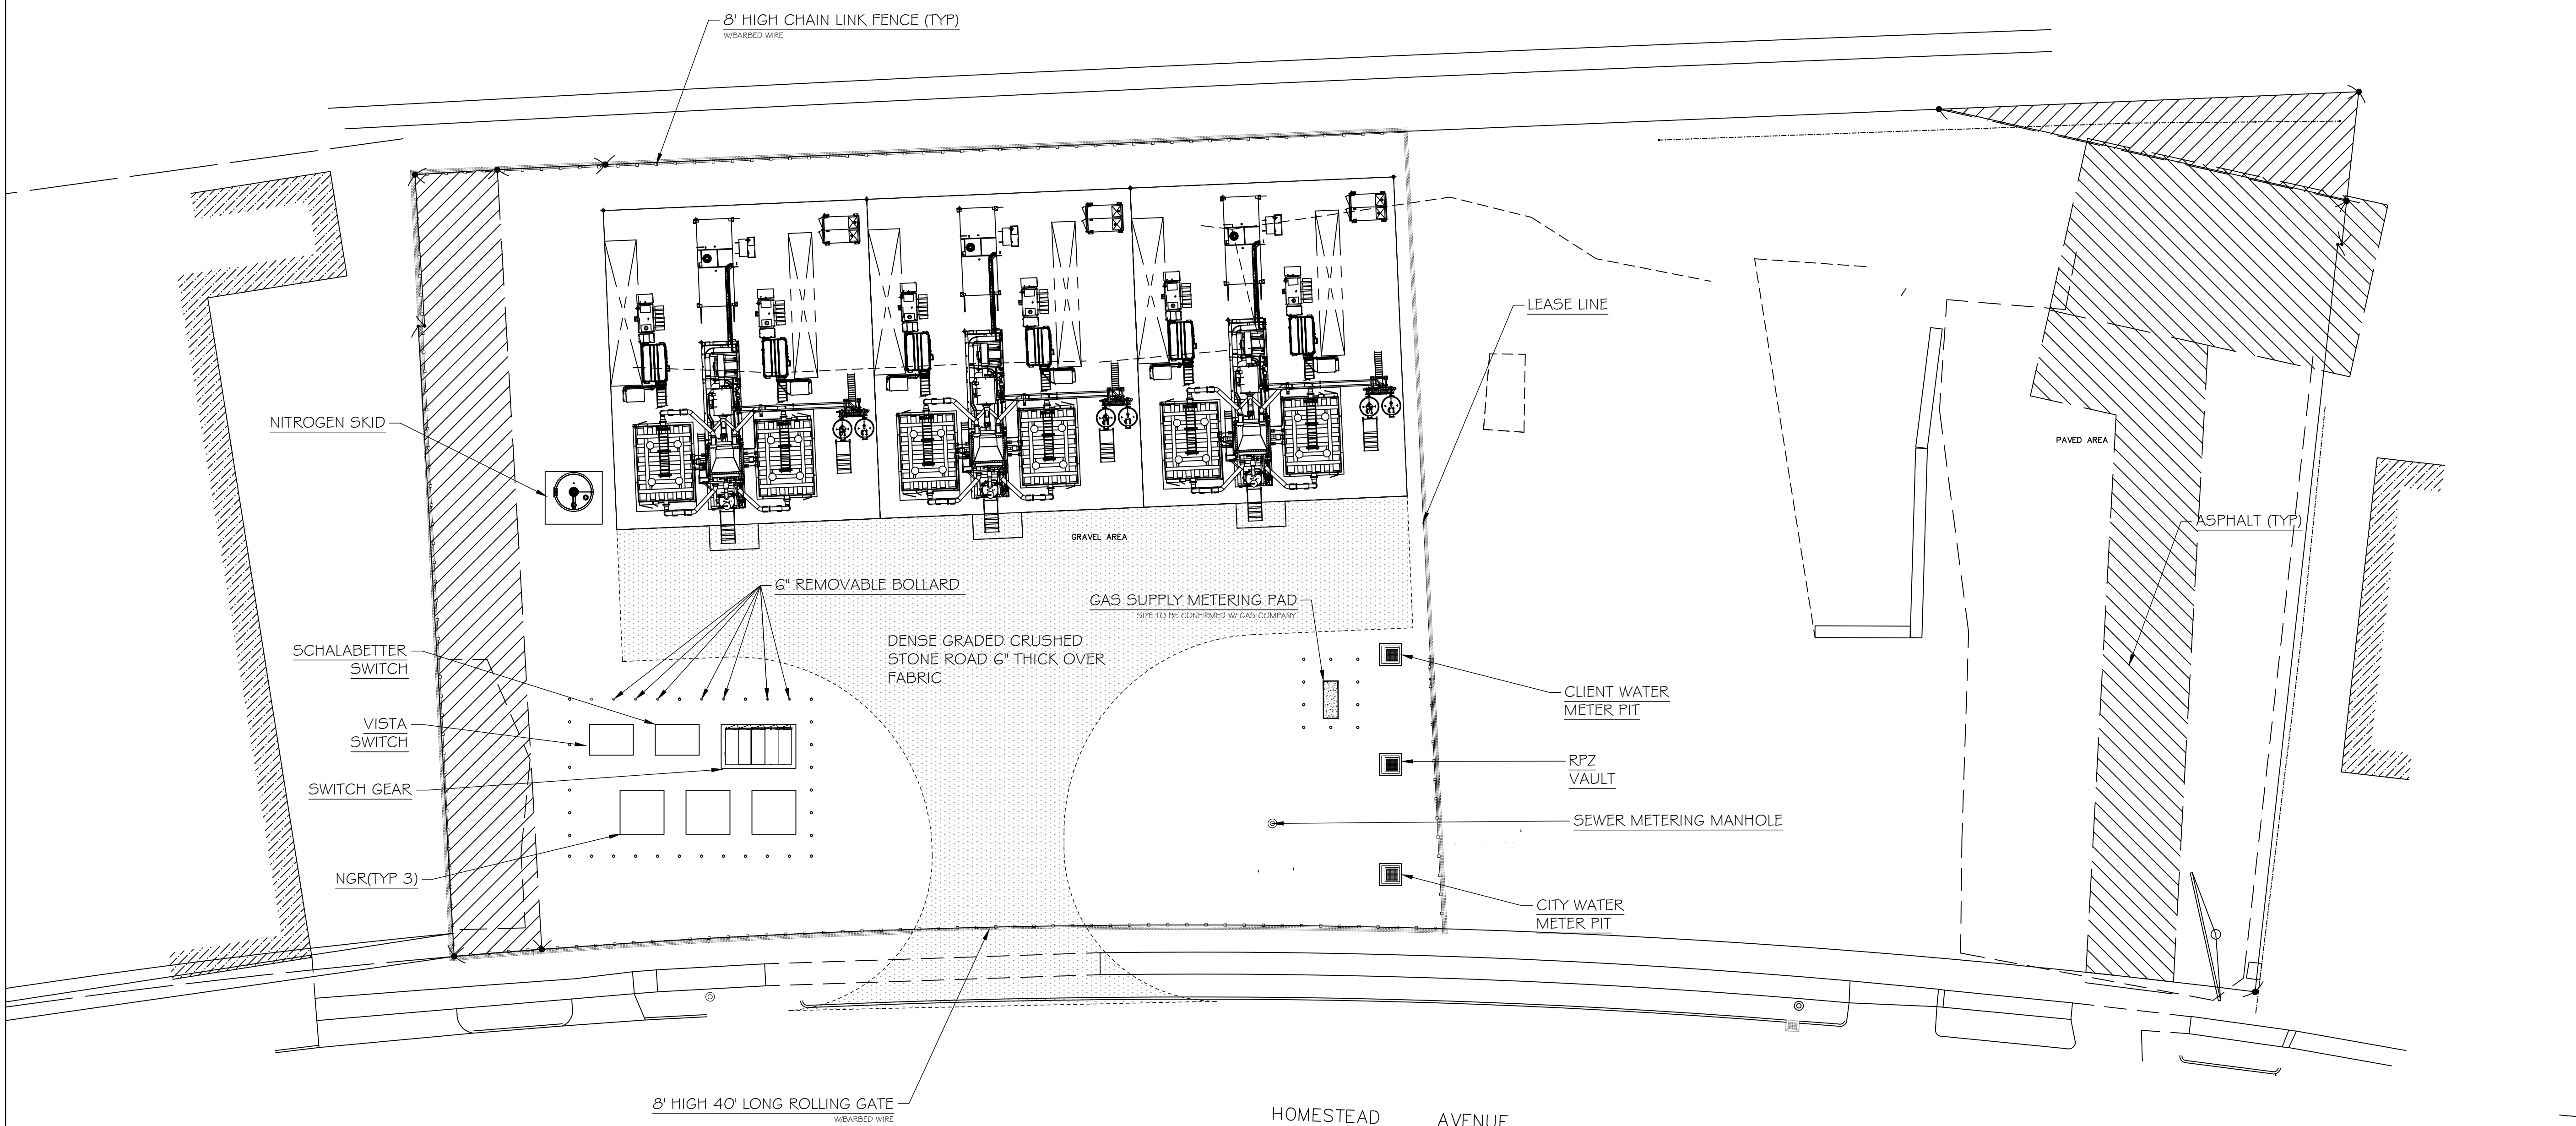 8' HIGH CHAIN LINK FENCE (TYP)
W/BARBED WIRE
LEASE LINE
NITROGEN SKID
PAVED AREA
ASPHALT (TYP)
GRAVEL AREA
6" REMOVABLE BOLLARD
GAS SUPPLY METERING PAD
SIZE TO BE CONFIRMED W/ GAS COMPANY
DENSE GRADED CRUSHED
STONE ROAD 6" THICK OVER
FABRIC
SCHALABETTER
SWITCH
CLIENT WATER
METER PIT
VISTA
SWITCH
RPZ
VAULT
SWITCH GEAR
SEWER METERING MANHOLE
NGR(TYP 3)
CITY WATER
METER PIT
8' HIGH 40' LONG ROLLING GATE
W/BARBED WIRE
HOMESTEAD AVENUE